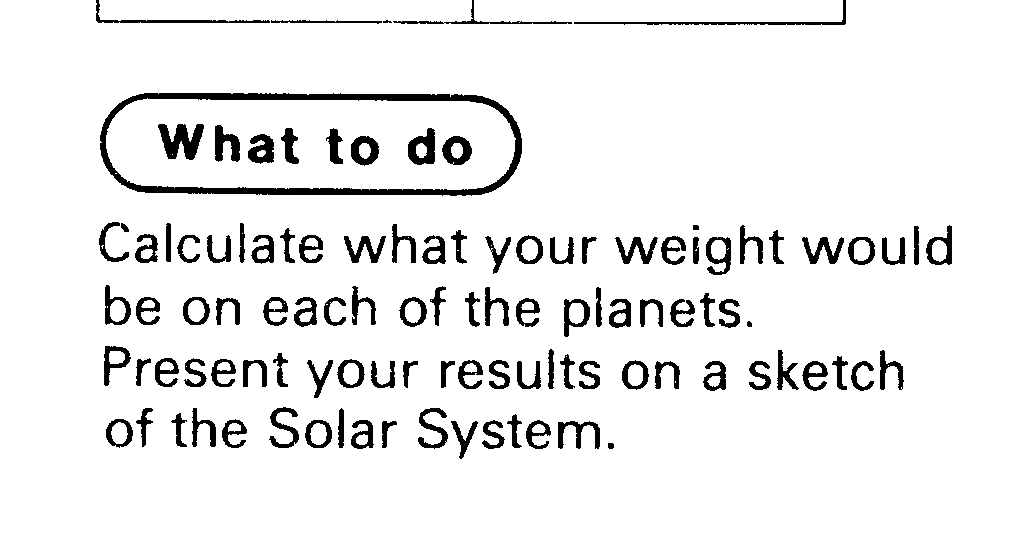 What to do
Calculate what your weight would
be on each of the planets.
Present your results on a sketch
of the Solar System.